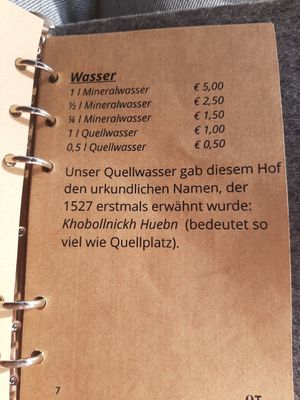 Wasser
1 l Mineralwasser € 5,00
½ l Mineralwasser € 2,50
¼ l Mineralwasser € 1,50
1 l Quellwasser € 1,00
0,5 l Quellwasser € 0,50
Unser Quellwasser gab diesem Hof
den urkundlichen Namen, der
1527 erstmals erwähnt wurde:
Khobollnickh Huebn (bedeutet so
viel wie Quellplatz).
7